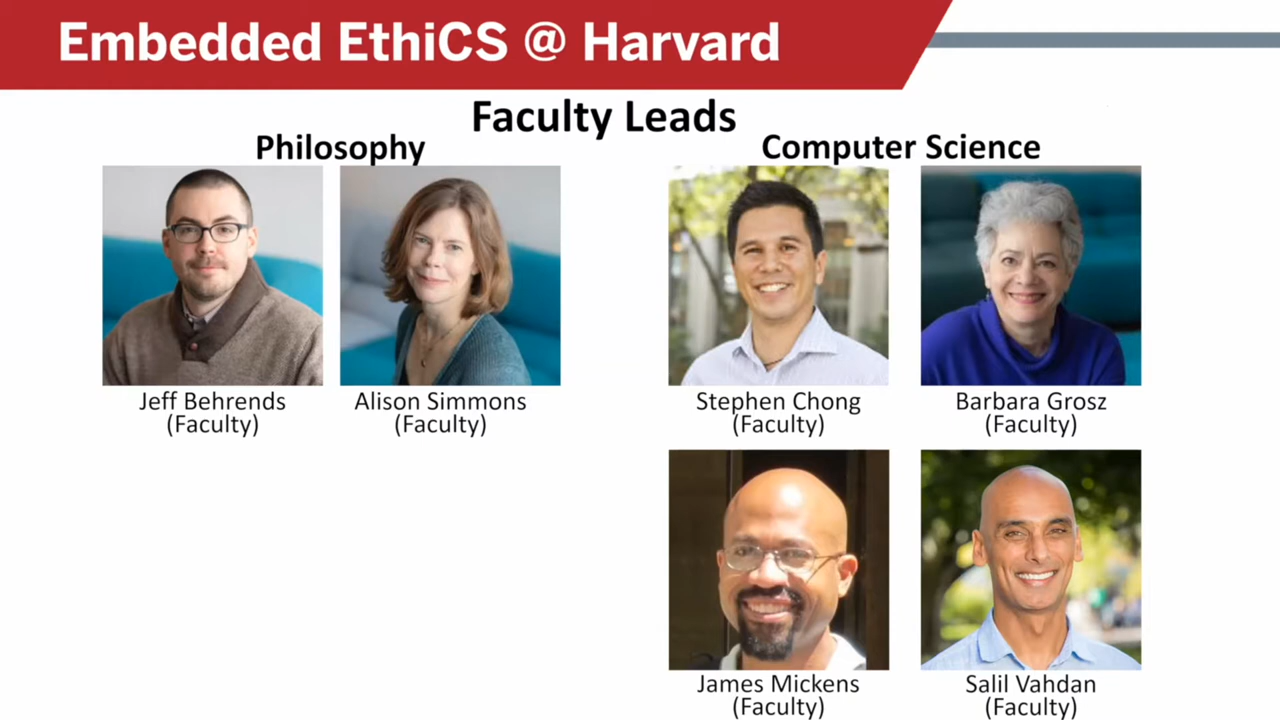 Embedded EthiCS @ Harvard
Faculty Leads
Philosophy
Computer Science
Jeff Behrends
(Faculty)
Alison Simmons
(Faculty)
Stephen Chong
(Faculty)
Barbara Grosz
(Faculty)
James Mickens
(Faculty)
Salil Vahdan
(Faculty)